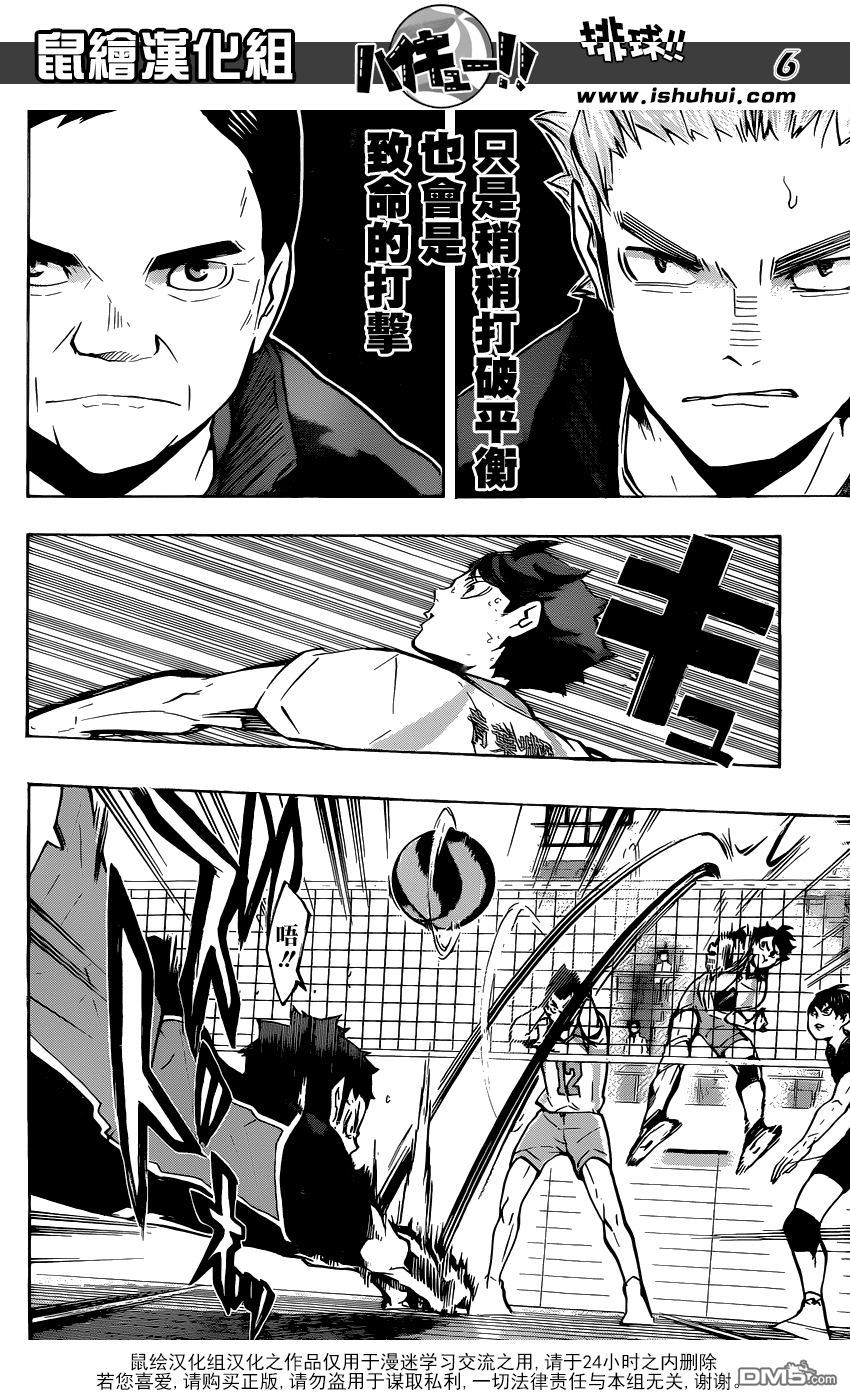 鼠繪漢化組
ハイキュー!!
排球!!
6
www.ishuhui.com
只是稍稍打破平衡
也會是
致命的打擊
キュ
青葉城西
唔!!
12
鼠绘汉化组汉化之作品仅用于漫迷学习交流之用, 请于24小时之内删除
若您喜爱, 请购买正版, 请勿盗用于谋取私利, 一切法律责任与本组无关, 谢谢。
DM5.com